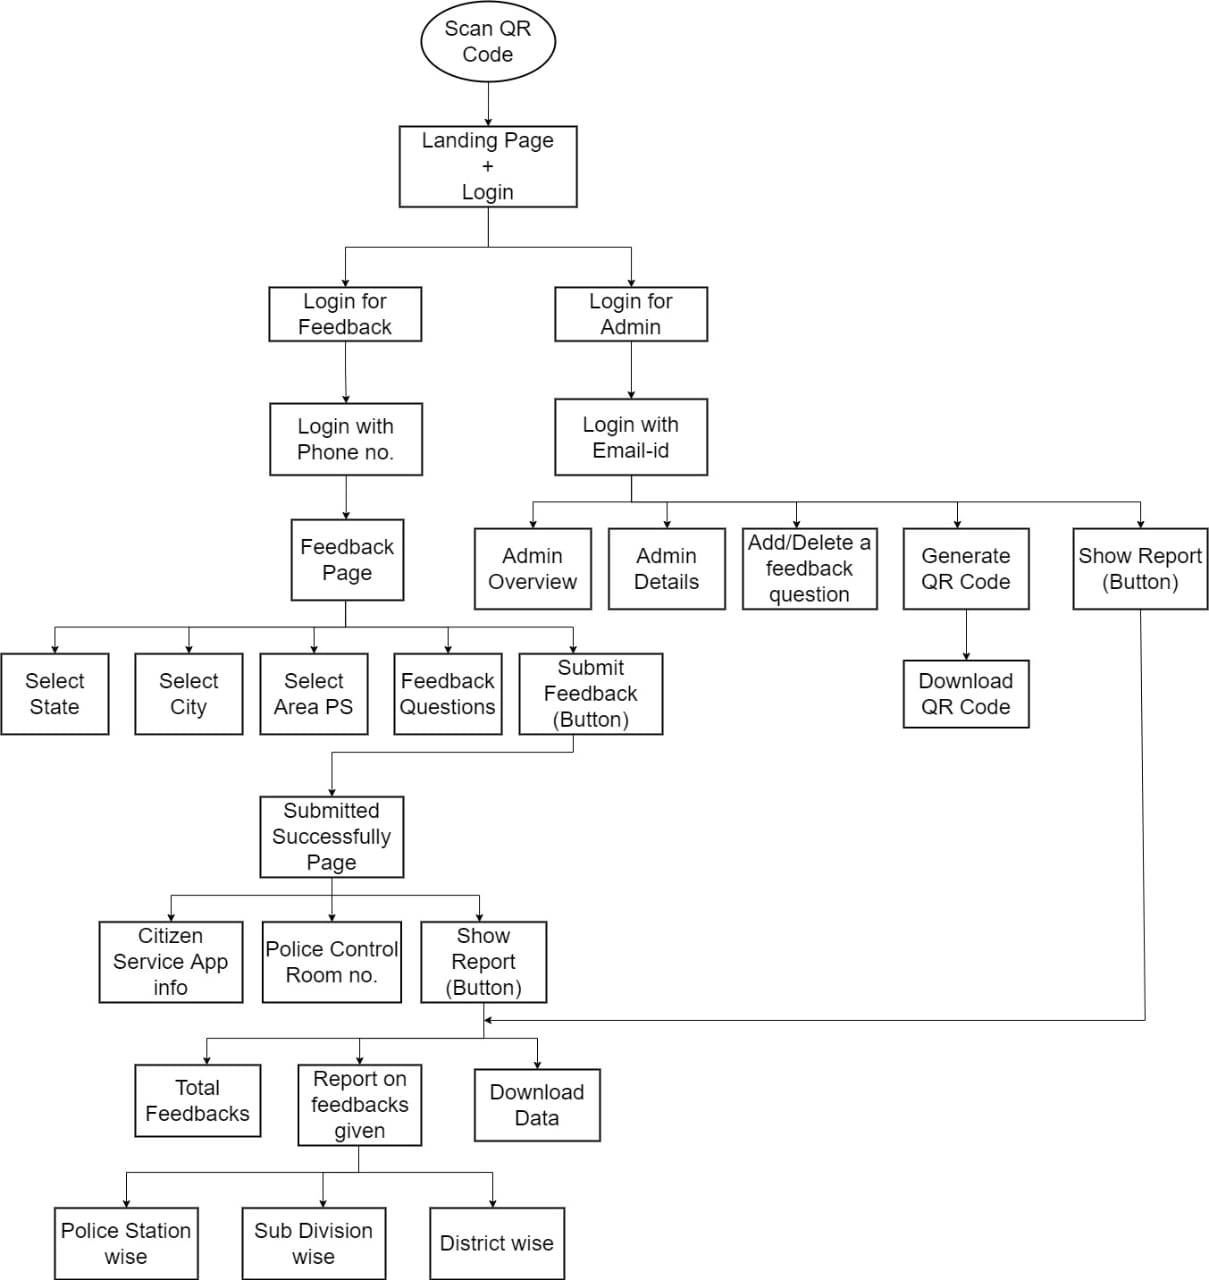 Scan QR
Code
Landing Page
+
Login
Login for
Feedback
Login for
Admin
Login with
Phone no.
Login with
Email-id
Feedback
Page
Admin
Overview
Admin
Details
Add/Delete a
feedback
question
Generate
QR Code
Show Report
(Button)
Select
State
Select
City
Select
Area PS
Feedback
Questions
Submit
Feedback
(Button)
Download
QR Code
Submitted
Successfully
Page
Citizen
Service App
info
Police Control
Room no.
Show
Report
(Button)
Total
Feedbacks
Report on
feedbacks
given
Download
Data
Police Station
wise
Sub Division
wise
District wise